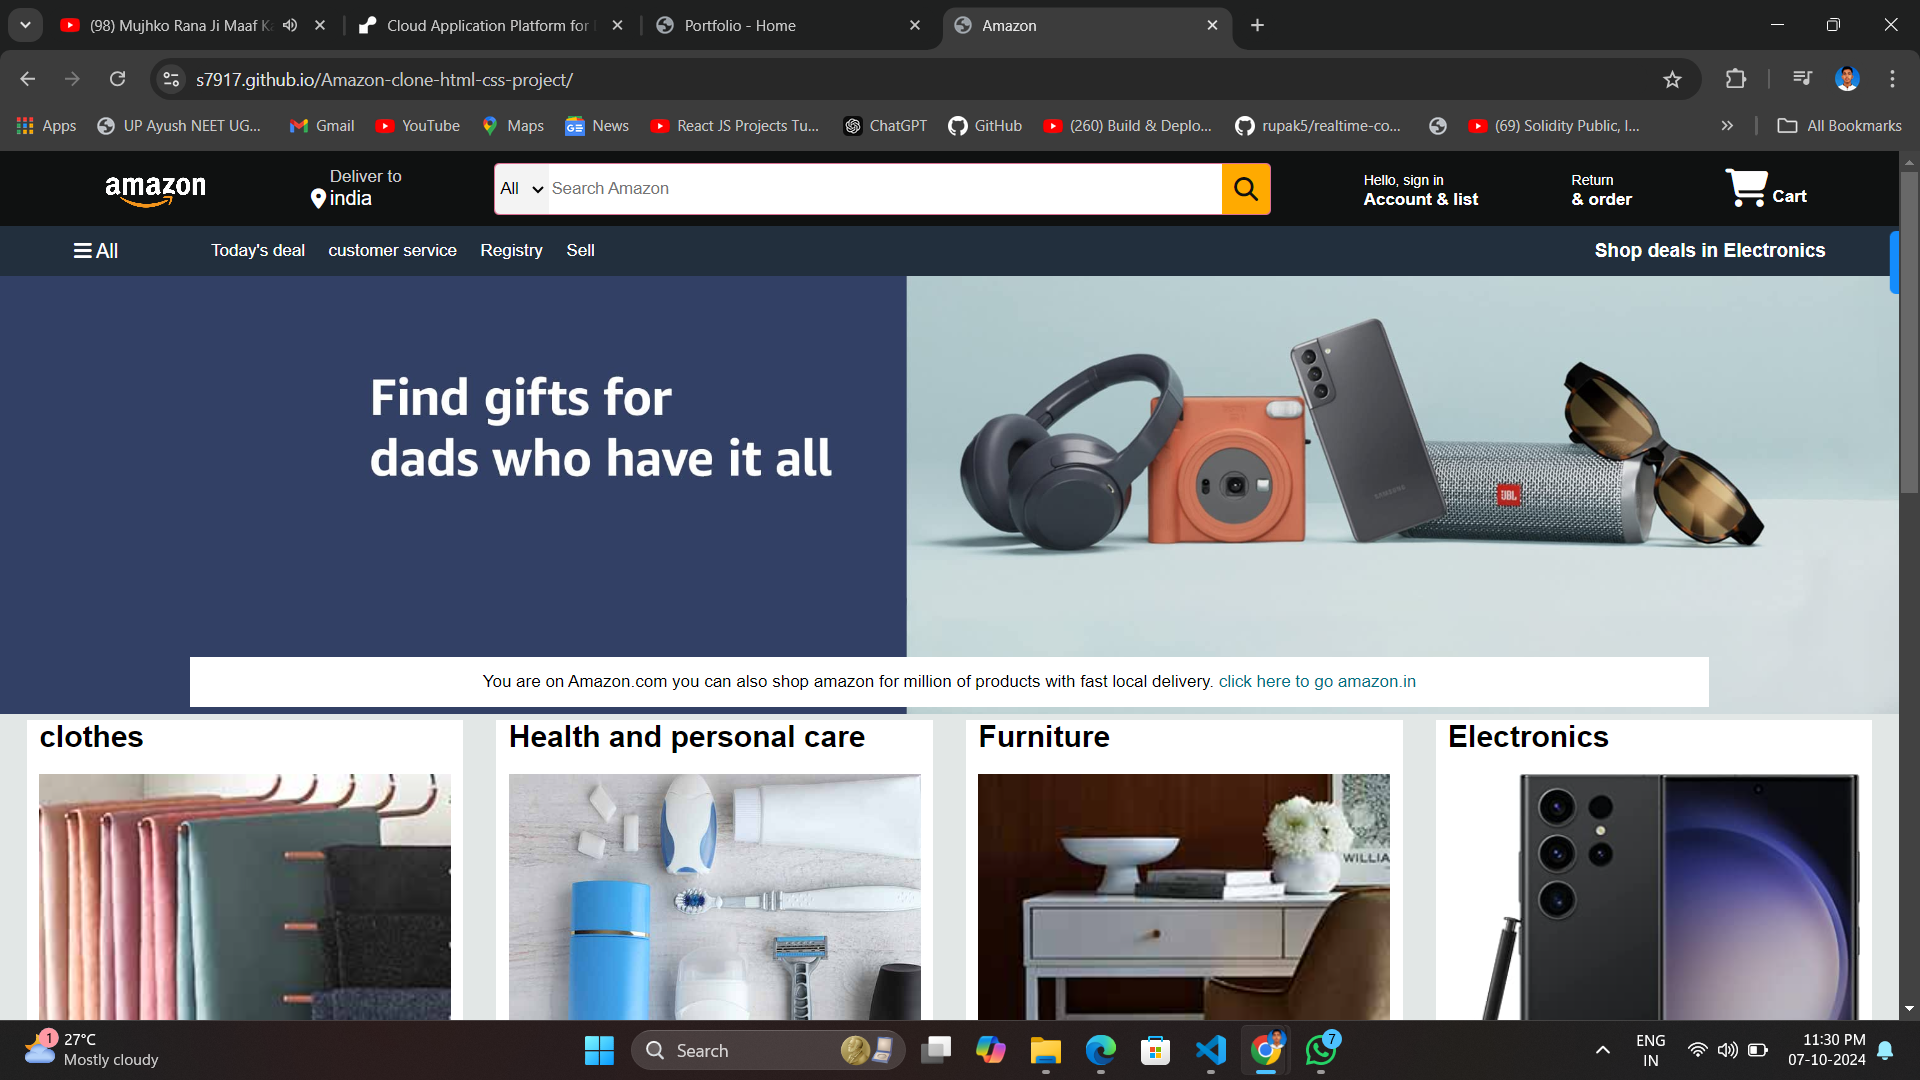 (98) Mujhko Rana Ji Maaf Ka
Cloud Application Platform for
Portfolio - Home
Amazon
s7917.github.io/Amazon-clone-html-css-project/
Apps
UP Ayush NEET UG...
Gmail
YouTube
Maps
News
React JS Projects Tu...
ChatGPT
GitHub
(260) Build & Deplo...
rupak5/realtime-co...
(69) Solidity Public, I...
All Bookmarks
amazon
Deliver to
india
All
Search Amazon
Hello, sign in
Account & list
Return
& order
Cart
All
Today's deal
customer service
Registry
Sell
Shop deals in Electronics
Find gifts for
dads who have it all
SAMSUNG
JBL
You are on Amazon.com you can also shop amazon for million of products with fast local delivery. click here to go amazon.in
clothes
Health and personal care
Furniture
Electronics
WILLIA
1
27°C
Mostly cloudy
Search
7
ENG
IN
11:30 PM
07-10-2024